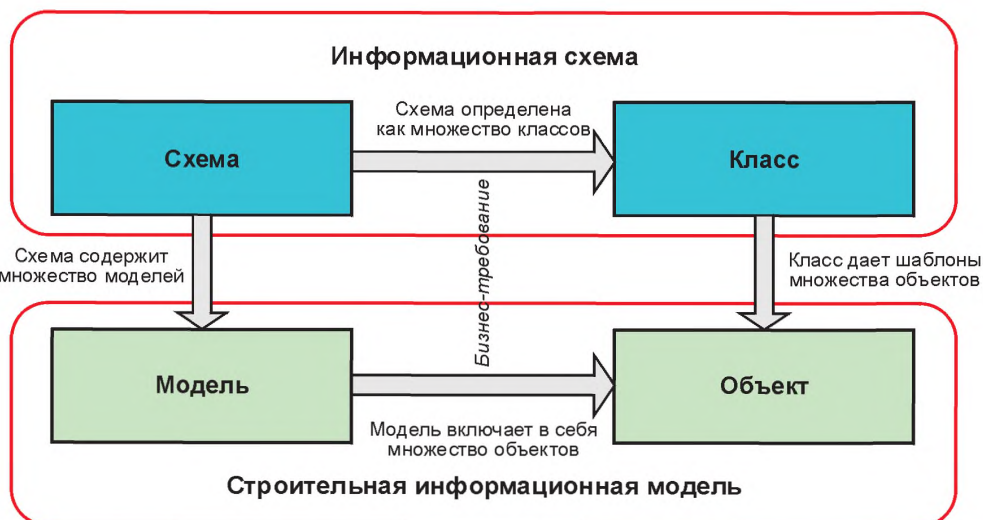 Информационная схема
Схема определена
как множество классов
Схема
Класс
Бизнес-требование
Схема содержит
множество моделей
Класс дает шаблоны
множества объектов
Модель
Объект
Модель включает в себя
множество объектов
Строительная информационная модель